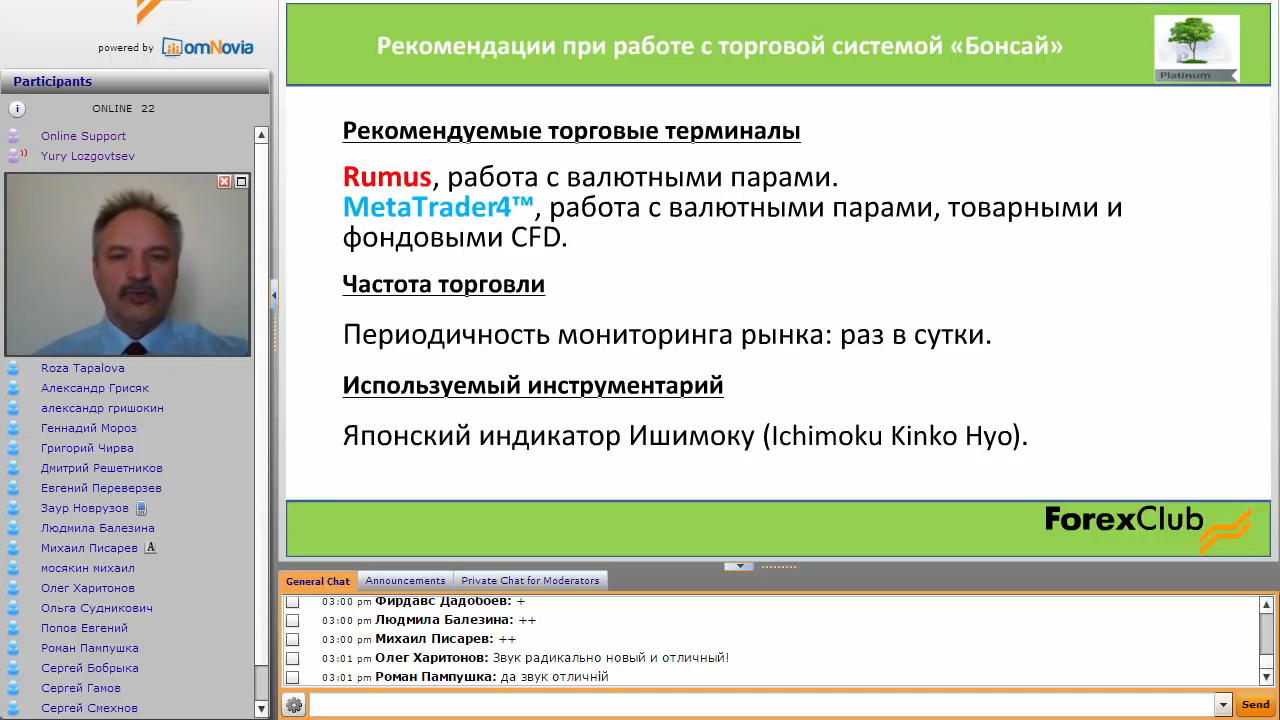 powered by omNovia
Participants
ONLINE 22
Online Support
Yury Lozgovtsev
Roza Tapalova
Александр Грисяк
александр гришокин
Геннадий Мороз
Григорий Чирва
Дмитрий Решетников
Евгений Переверзев
Заур Новрузов
Людмила Балезина
Михаил Писарев A
мосякин михаил
Олег Харитонов
Ольга Судникович
Попов Евгений
Роман Пампушка
Сергей Бобрыка
Сергей Гамов
Сергей Смехнов
Рекомендации при работе с торговой системой «Бонсай»
Platinum
Рекомендуемые торговые терминалы
Rumus, работа с валютными парами.
MetaTrader4™, работа с валютными парами, товарными и
фондовыми CFD.
Частота торговли
Периодичность мониторинга рынка: раз в сутки.
Используемый инструментарий
Японский индикатор Ишимоку (Ichimoku Kinko Hyo).
ForexClub
General Chat Announcements Private Chat for Moderators
03:00 pm Фирдавс Дадобоев: +
03:00 pm Людмила Балезина: ++
03:00 pm Михаил Писарев: ++
03:01 pm Олег Харитонов: Звук радикально новый и отличный!
03:01 pm Роман Пампушка: да звук отличній
Send